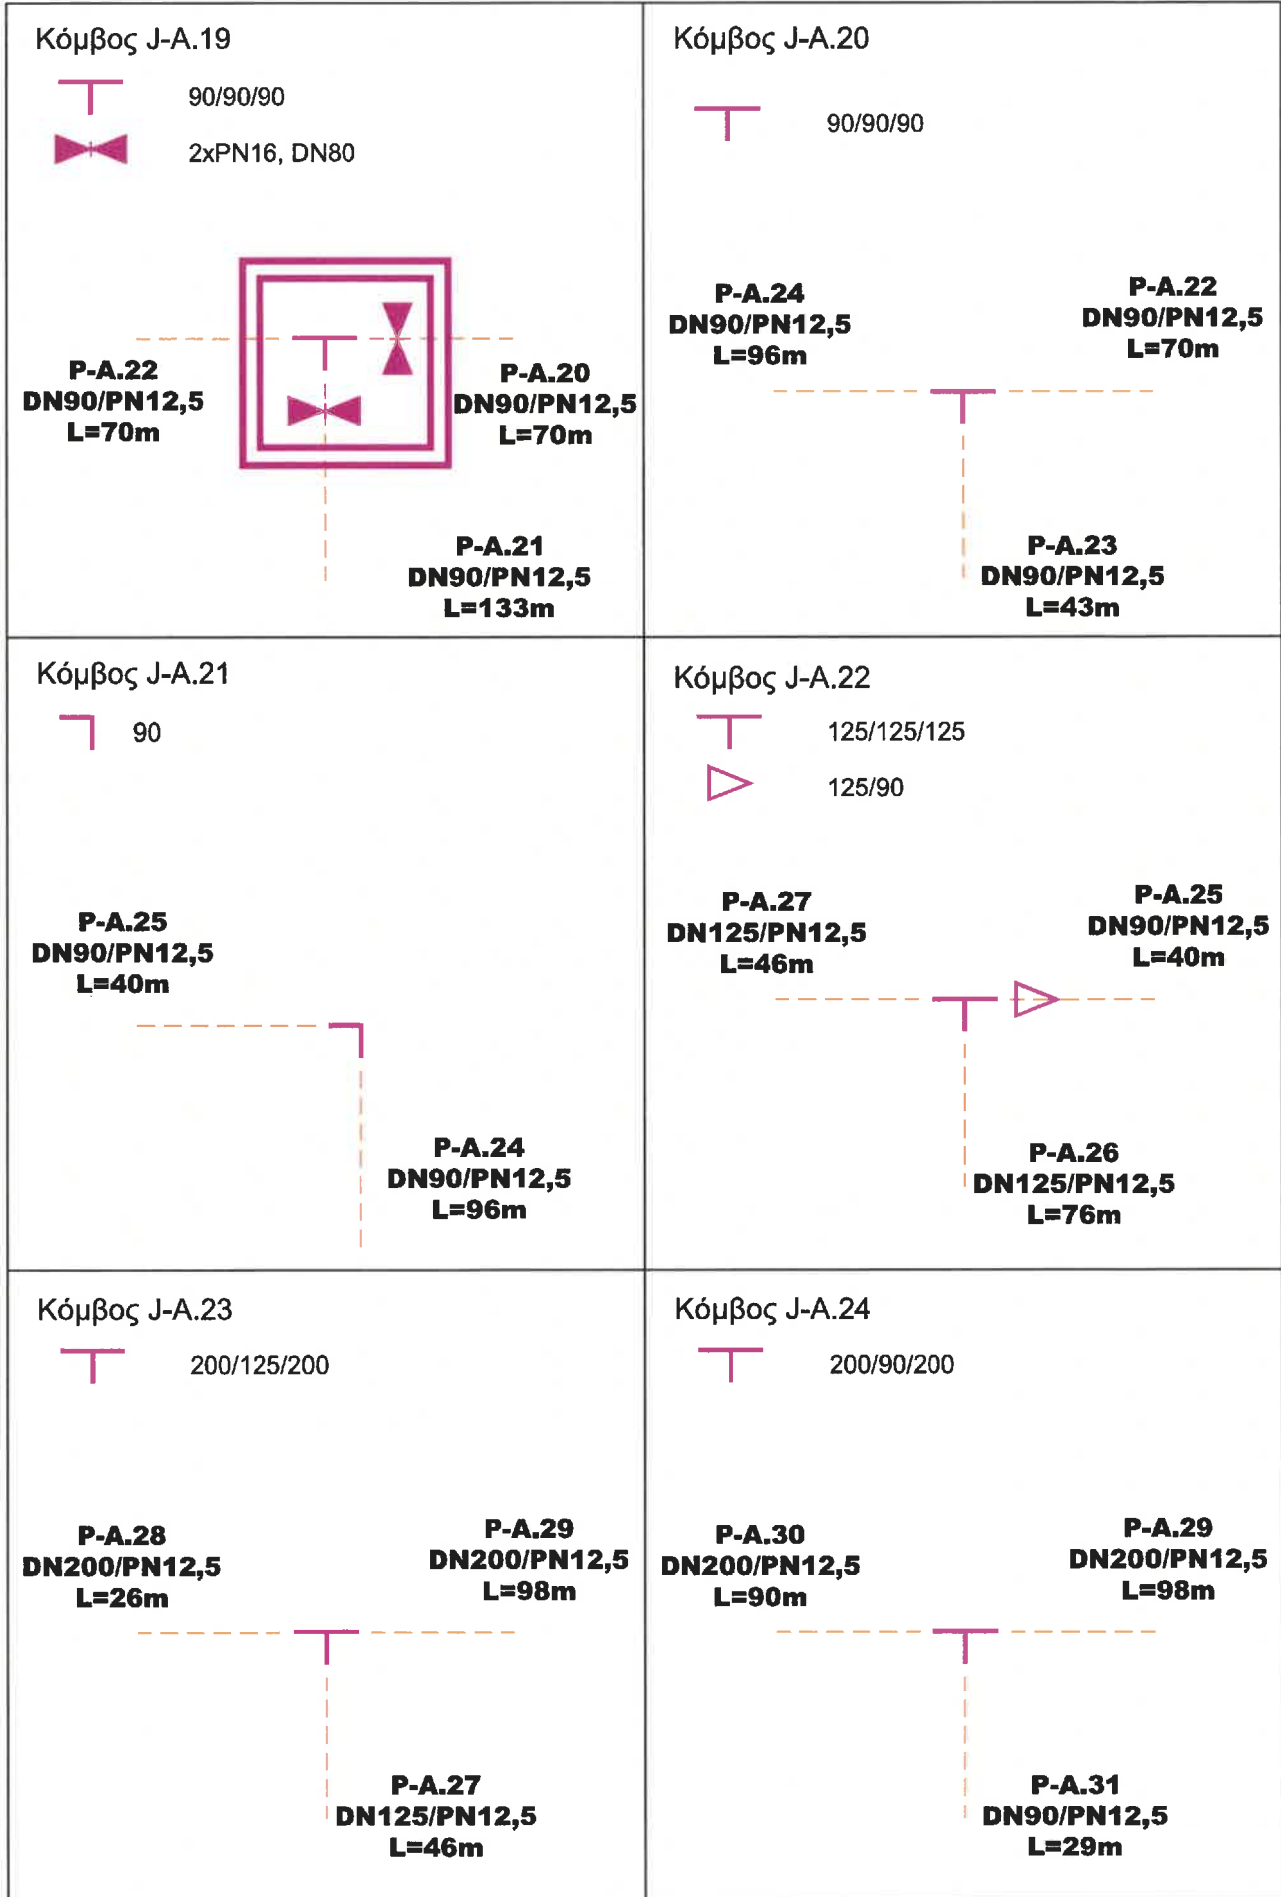 Κόμβος J-A.19
90/90/90
2xPN16, DN80
P-A.22
DN90/PN12,5
L=70m
P-A.20
DN90/PN12,5
L=70m
P-A.21
DN90/PN12,5
L=133m
Κόμβος J-A.20
90/90/90
P-A.24
DN90/PN12,5
L=96m
P-A.22
DN90/PN12,5
L=70m
P-A.23
DN90/PN12,5
L=43m
Κόμβος J-A.21
90
P-A.25
DN90/PN12,5
L=40m
P-A.24
DN90/PN12,5
L=96m
Κόμβος J-A.22
125/125/125
125/90
P-A.27
DN125/PN12,5
L=46m
P-A.25
DN90/PN12,5
L=40m
P-A.26
DN125/PN12,5
L=76m
Κόμβος J-A.23
200/125/200
P-A.28
DN200/PN12,5
L=26m
P-A.29
DN200/PN12,5
L=98m
P-A.27
DN125/PN12,5
L=46m
Κόμβος J-A.24
200/90/200
P-A.30
DN200/PN12,5
L=90m
P-A.29
DN200/PN12,5
L=98m
P-A.31
DN90/PN12,5
L=29m